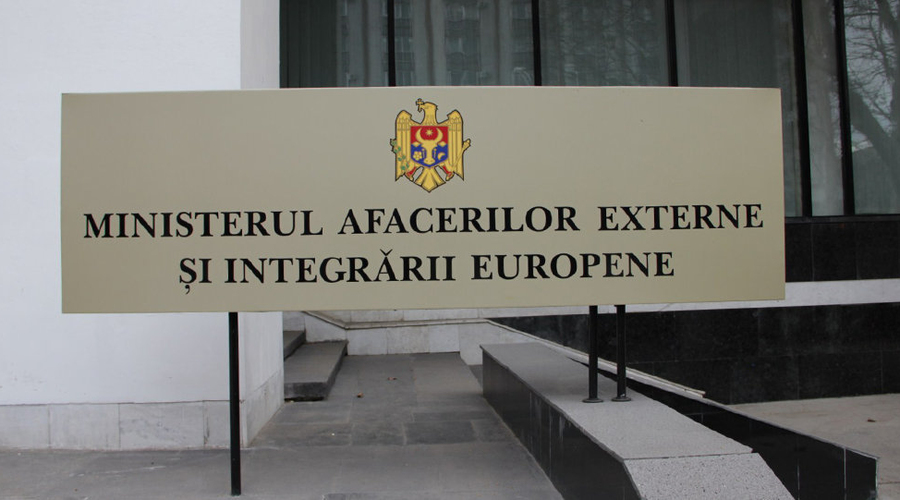 MINISTERUL AFACERILOR EXTERNE
ȘI INTEGRĂRII EUROPENE